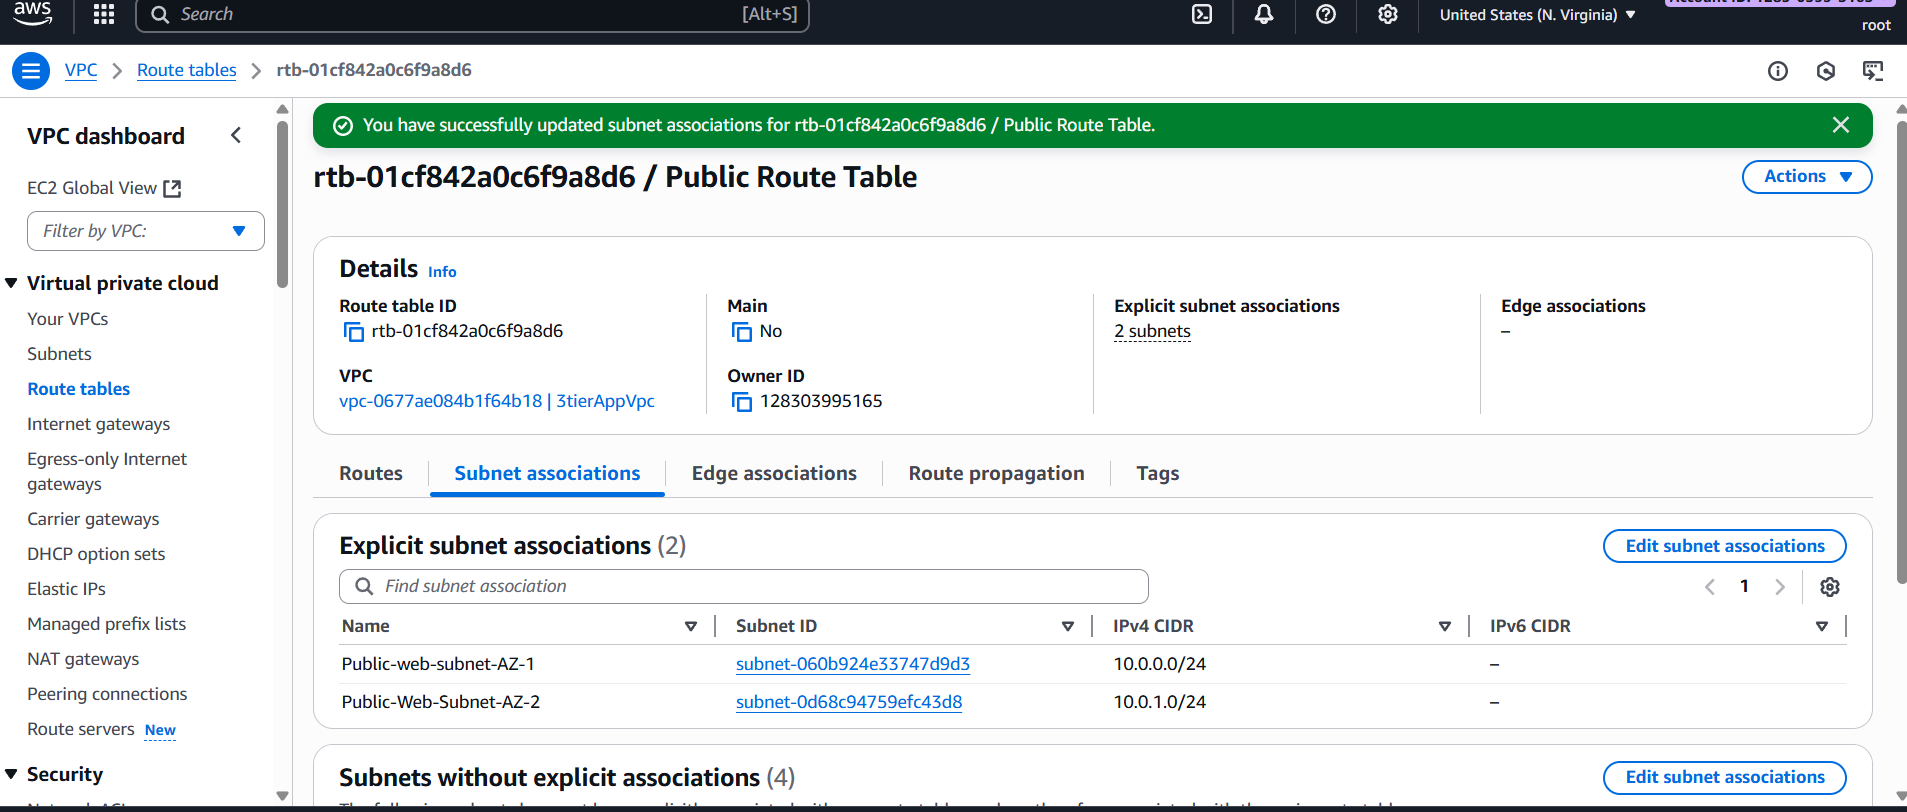 aws
Search [Alt+S]
United States (N. Virginia)
root
VPC > Route tables > rtb-01cf842a0c6f9a8d6
VPC dashboard
EC2 Global View
Filter by VPC:
Virtual private cloud
Your VPCs
Subnets
Route tables
Internet gateways
Egress-only Internet
gateways
Carrier gateways
DHCP option sets
Elastic IPs
Managed prefix lists
NAT gateways
Peering connections
Route servers New
Security
You have successfully updated subnet associations for rtb-01cf842a0c6f9a8d6 / Public Route Table.
rtb-01cf842a0c6f9a8d6 / Public Route Table
Actions
Details Info
Route table ID
rtb-01cf842a0c6f9a8d6
Main
No
Explicit subnet associations
2 subnets
Edge associations
–
VPC
vpc-0677ae084b1f64b18 | 3tierAppVpc
Owner ID
128303995165
Routes
Subnet associations
Edge associations
Route propagation
Tags
Explicit subnet associations (2)
Edit subnet associations
Find subnet association
1
Name Subnet ID IPv4 CIDR IPv6 CIDR
Public-web-subnet-AZ-1 subnet-060b924e33747d9d3 10.0.0.0/24 –
Public-Web-Subnet-AZ-2 subnet-0d68c94759efc43d8 10.0.1.0/24 –
Subnets without explicit associations (4)
Edit subnet associations